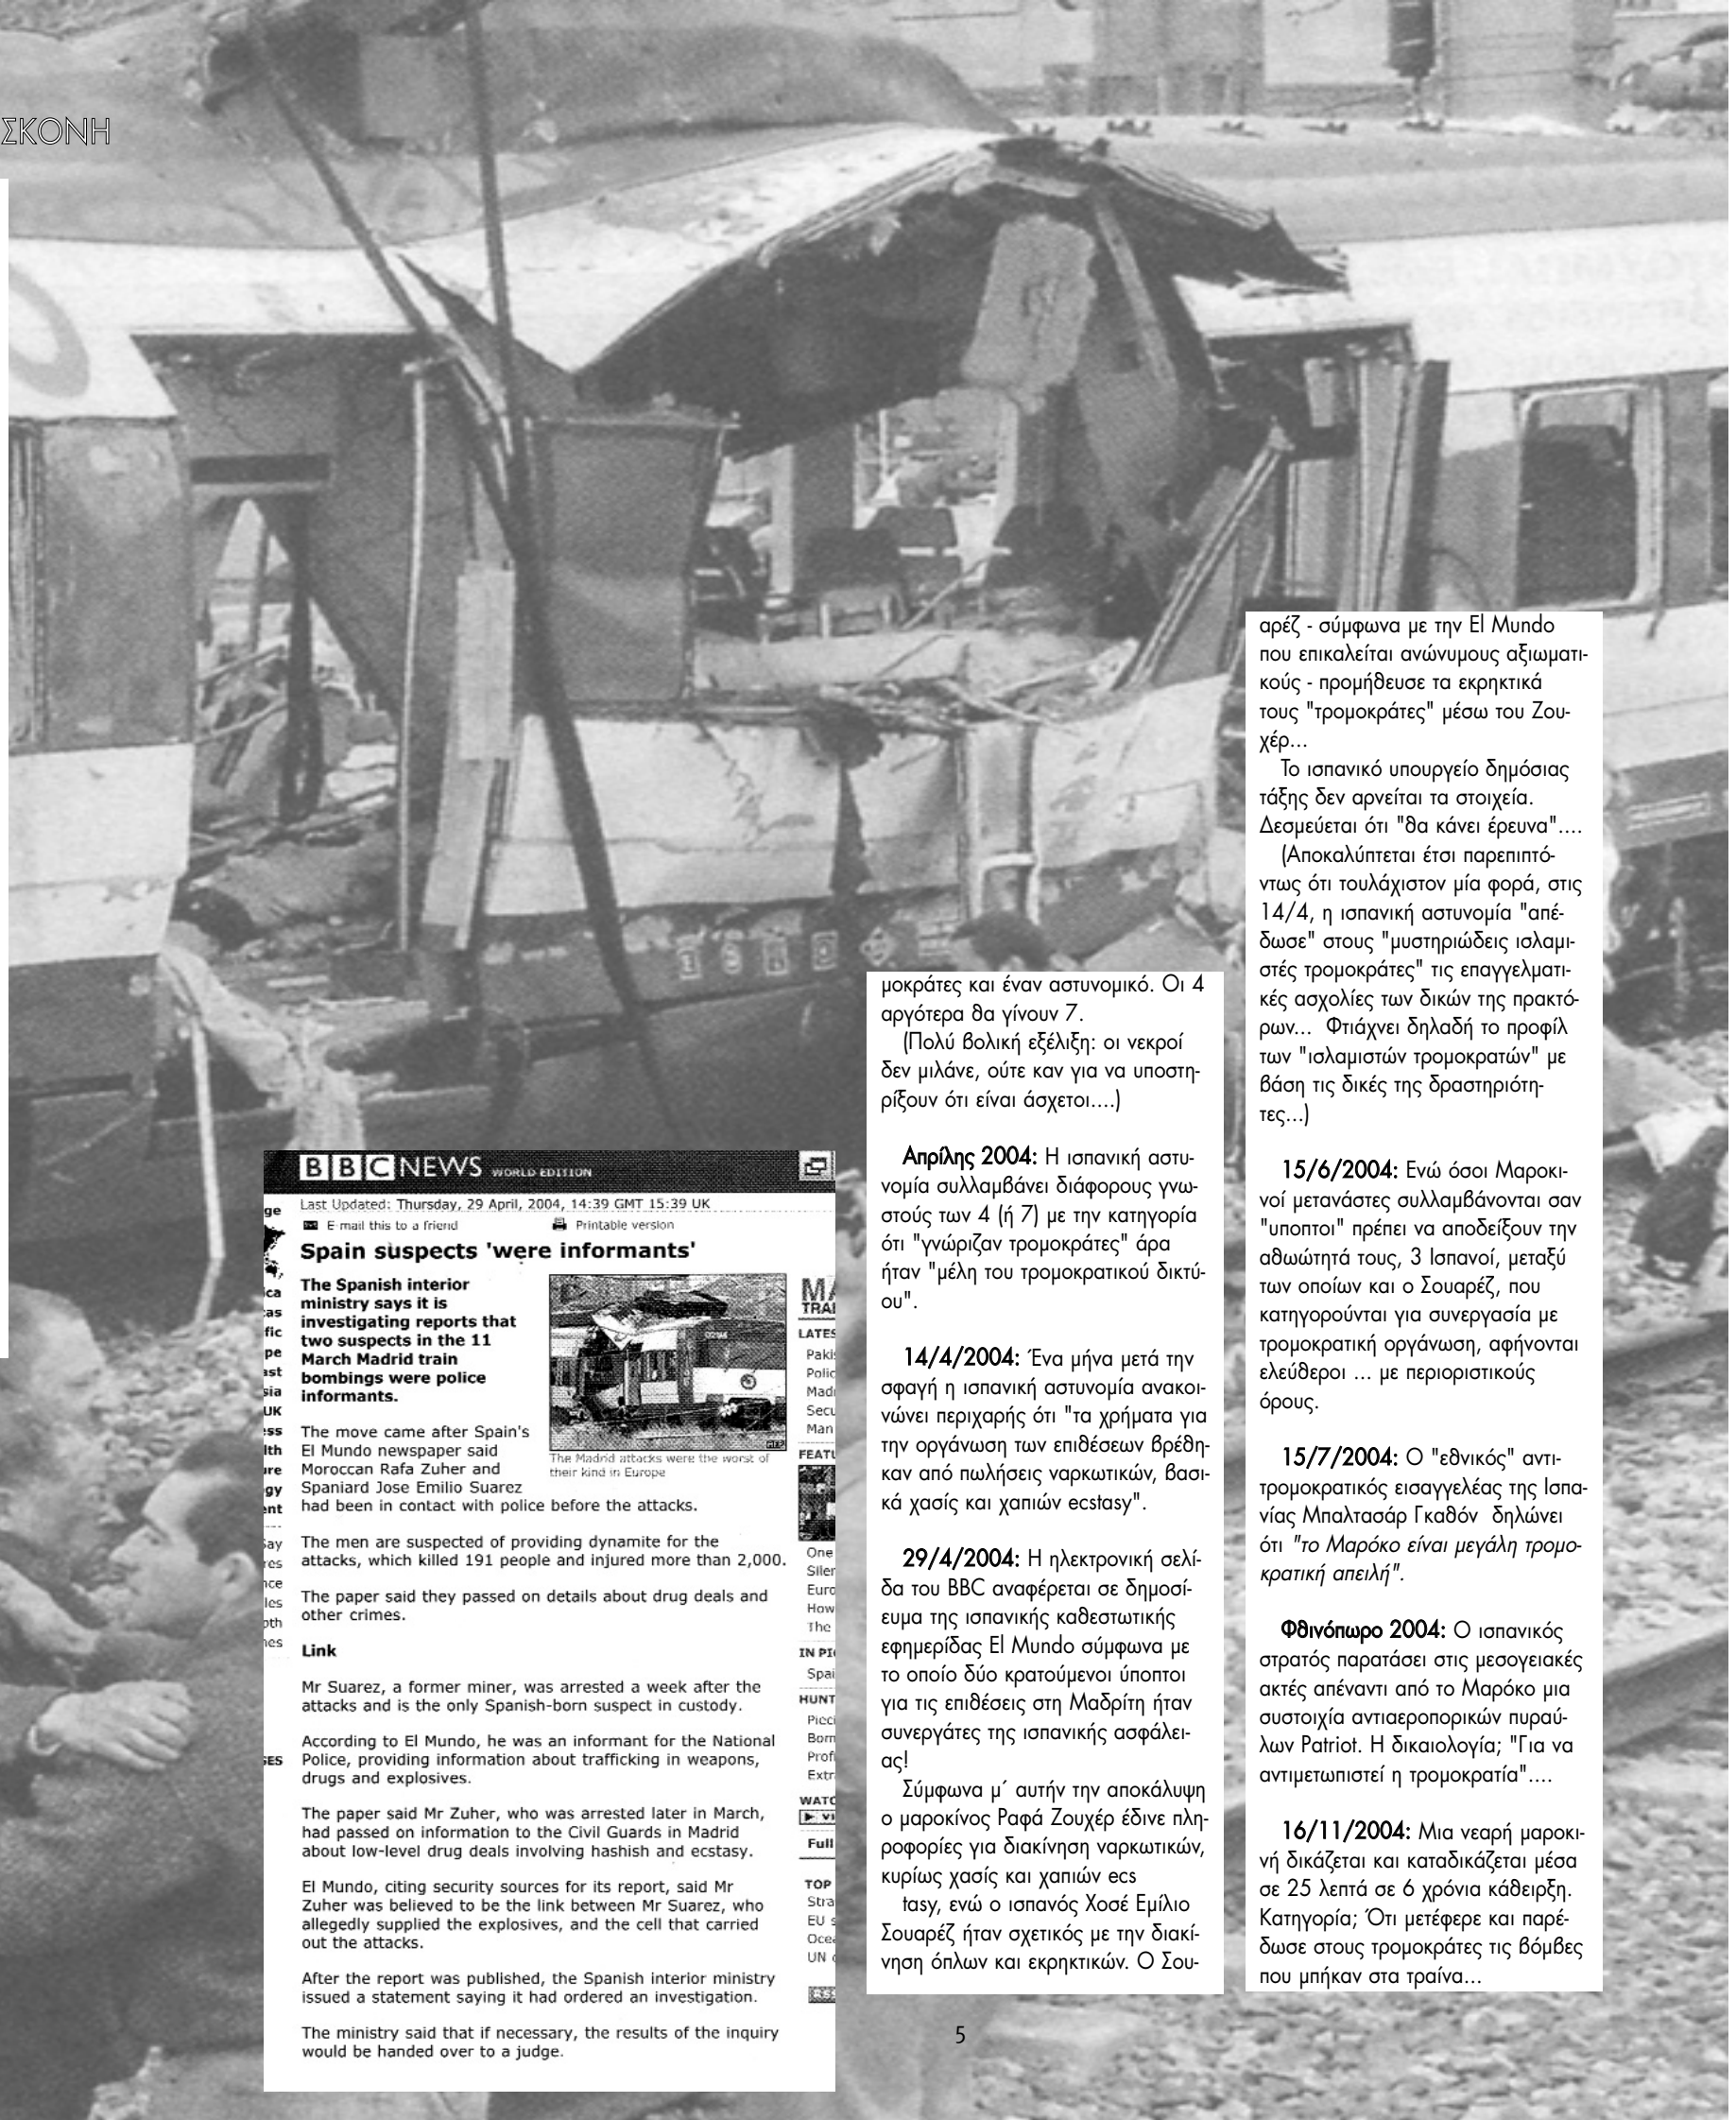 ΣΚΟΝΗ
BBC NEWS WORLD EDITION
Last Updated: Thursday, 29 April, 2004, 14:39 GMT 15:39 UK
E-mail this to a friend Printable version
Spain suspects 'were informants'
The Spanish interior
ministry says it is
investigating reports that
two suspects in the 11
March Madrid train
bombings were police
informants.
The Madrid attacks were the worst of
their kind in Europe
The move came after Spain's
El Mundo newspaper said
Moroccan Rafa Zuher and
Spaniard Jose Emilio Suarez
had been in contact with police before the attacks.
The men are suspected of providing dynamite for the
attacks, which killed 191 people and injured more than 2,000.
The paper said they passed on details about drug deals and
other crimes.
Link
Mr Suarez, a former miner, was arrested a week after the
attacks and is the only Spanish-born suspect in custody.
According to El Mundo, he was an informant for the National
Police, providing information about trafficking in weapons,
drugs and explosives.
The paper said Mr Zuher, who was arrested later in March,
had passed on information to the Civil Guards in Madrid
about low-level drug deals involving hashish and ecstasy.
El Mundo, citing security sources for its report, said Mr
Zuher was believed to be the link between Mr Suarez, who
allegedly supplied the explosives, and the cell that carried
out the attacks.
After the report was published, the Spanish interior ministry
issued a statement saying it had ordered an investigation.
The ministry said that if necessary, the results of the inquiry
would be handed over to a judge.
μοκράτες και έναν αστυνομικό. Οι 4
αργότερα θα γίνουν 7.
(Πολύ βολική εξέλιξη: οι νεκροί
δεν μιλάνε, ούτε καν για να υποστη-
ρίξουν ότι είναι άσχετοι....)
Απρίλης 2004: Η ισπανική αστυ-
νομία συλλαμβάνει διάφορους γνω-
στούς των 4 (ή 7) με την κατηγορία
ότι "γνώριζαν τρομοκράτες" άρα
ήταν "μέλη του τρομοκρατικού δικτύ-
ου".
14/4/2004: Ένα μήνα μετά την
σφαγή η ισπανική αστυνομία ανακοι-
νώνει περιχαρής ότι "τα χρήματα για
την οργάνωση των επιθέσεων βρέθη-
καν από πωλήσεις ναρκωτικών, βασι-
κά χασίς και χαπιών ecstasy".
29/4/2004: Η ηλεκτρονική σελί-
δα του BBC αναφέρεται σε δημοσί-
ευμα της ισπανικής καθεστωτικής
εφημερίδας El Mundo σύμφωνα με
το οποίο δύο κρατούμενοι ύποπτοι
για τις επιθέσεις στη Μαδρίτη ήταν
συνεργάτες της ισπανικής ασφάλει-
ας!
Σύμφωνα μ΄ αυτήν την αποκάλυψη
ο μαροκίνος Ραφά Ζουχέρ έδινε πλη-
ροφορίες για διακίνηση ναρκωτικών,
κυρίως χασίς και χαπιών ecs
tasy, ενώ ο ισπανός Χοσέ Εμίλιο
Σουαρέζ ήταν σχετικός με την διακί-
νηση όπλων και εκρηκτικών. Ο Σου-
αρέζ - σύμφωνα με την El Mundo
που επικαλείται ανώνυμους αξιωματι-
κούς - προμήθευσε τα εκρηκτικά
τους "τρομοκράτες" μέσω του Ζου-
χέρ...
Το ισπανικό υπουργείο δημόσιας
τάξης δεν αρνείται τα στοιχεία.
Δεσμεύεται ότι "θα κάνει έρευνα"....
(Αποκαλύπτεται έτσι παρεπιπτό-
ντως ότι τουλάχιστον μία φορά, στις
14/4, η ισπανική αστυνομία "απέ-
δωσε" στους "μυστηριώδεις ισλαμι-
στές τρομοκράτες" τις επαγγελματι-
κές ασχολίες των δικών της πρακτό-
ρων... Φτιάχνει δηλαδή το προφίλ
των "ισλαμιστών τρομοκρατών" με
βάση τις δικές της δραστηριότη-
τες...)
15/6/2004: Ενώ όσοι Μαροκι-
νοί μετανάστες συλλαμβάνονται σαν
"υποπτοι" πρέπει να αποδείξουν την
αθωώτητά τους, 3 Ισπανοί, μεταξύ
των οποίων και ο Σουαρέζ, που
κατηγορούνται για συνεργασία με
τρομοκρατική οργάνωση, αφήνονται
ελεύθεροι ... με περιοριστικούς
όρους.
15/7/2004: Ο "εθνικός" αντι-
τρομοκρατικός εισαγγελέας της Ισπα-
νίας Μπαλτασάρ Γκαθόν δηλώνει
ότι "το Μαρόκο είναι μεγάλη τρομο-
κρατική απειλή".
Φθινόπωρο 2004: Ο ισπανικός
στρατός παρατάσει στις μεσογειακές
ακτές απέναντι από το Μαρόκο μια
συστοιχία αντιαεροπορικών πυραύ-
λων Patriot. Η δικαιολογία; "Για να
αντιμετωπιστεί η τρομοκρατία"....
16/11/2004: Μια νεαρή μαροκι-
νή δικάζεται και καταδικάζεται μέσα
σε 25 λεπτά σε 6 χρόνια κάθειρξη.
Κατηγορία; Ότι μετέφερε και παρέ-
δωσε στους τρομοκράτες τις βόμβες
που μπήκαν στα τραίνα...
5